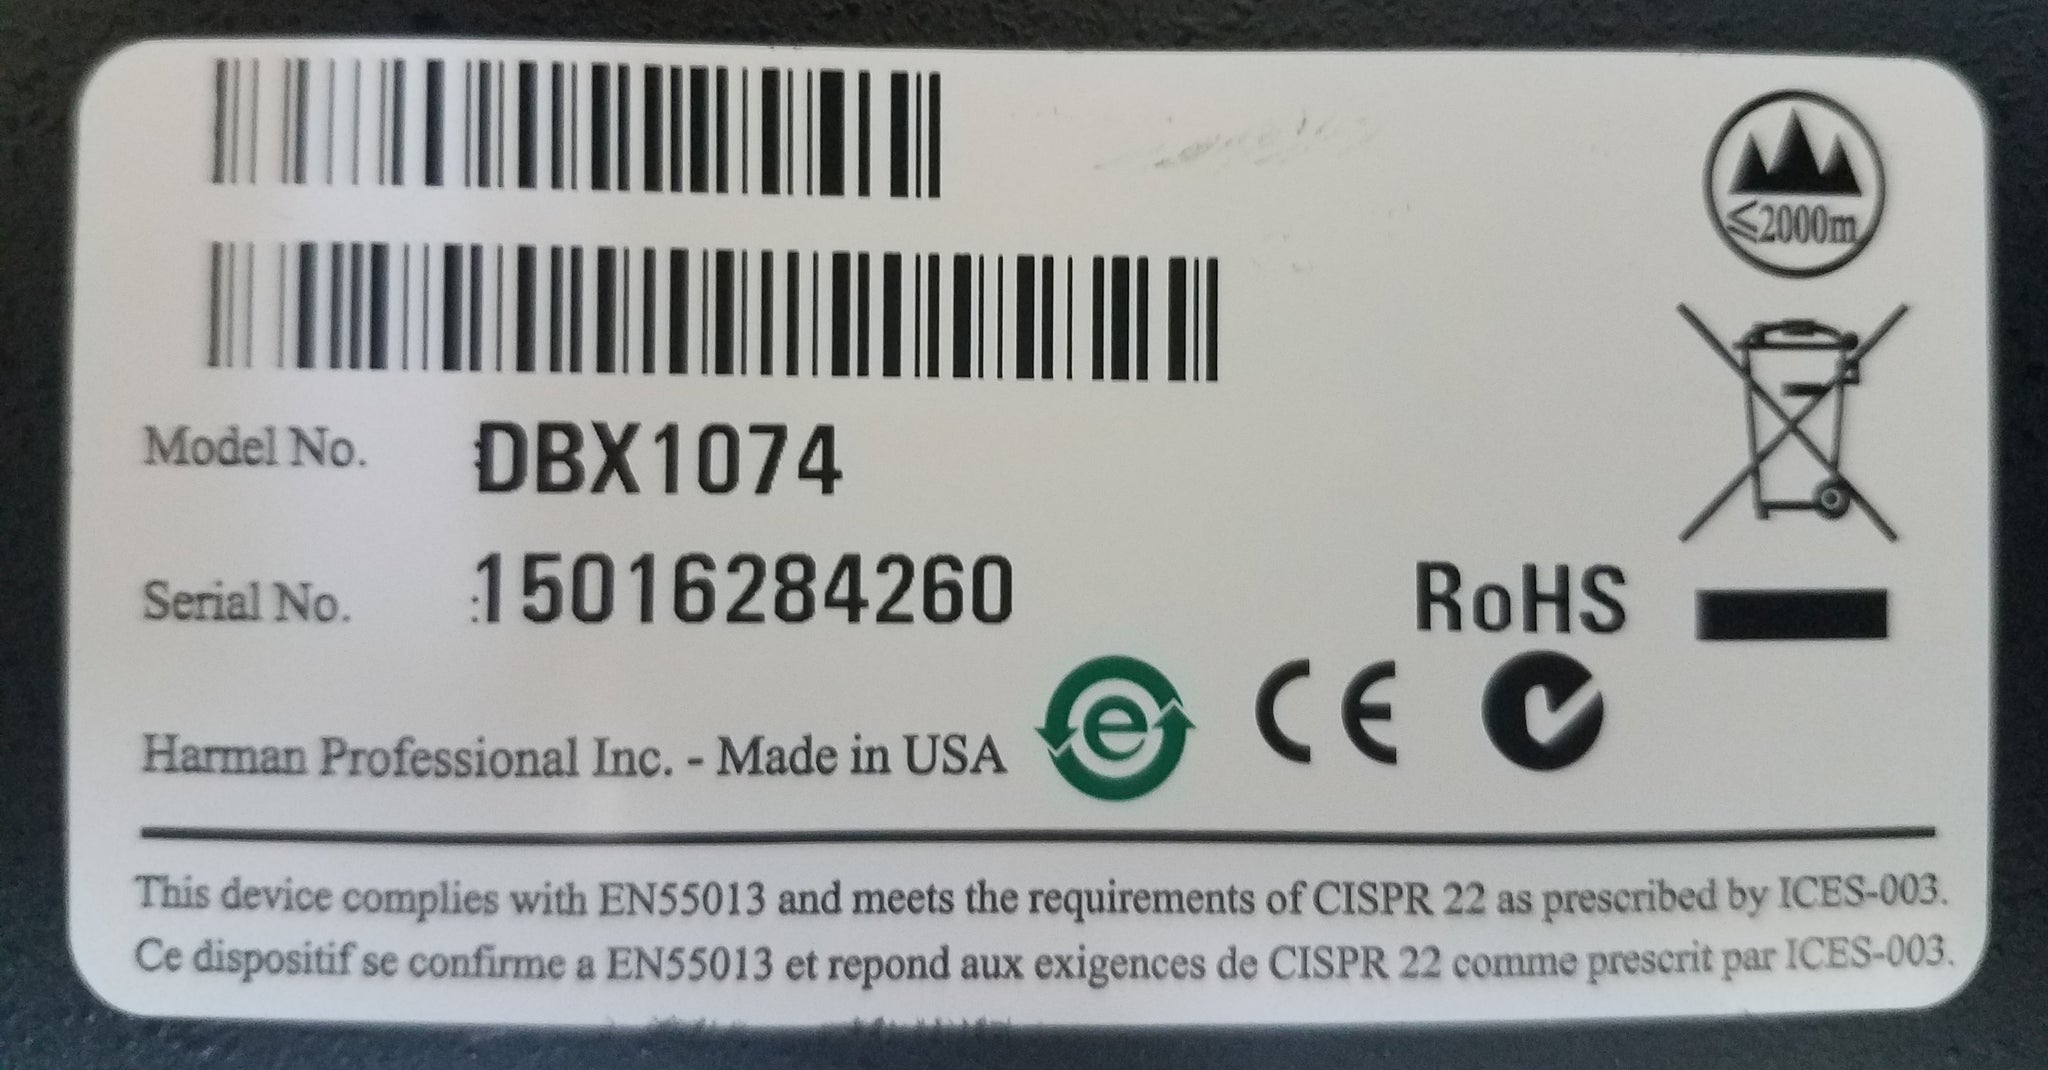 ≤2000m
Model No. DBX1074
Serial No. :15016284260
RoHS
Harman Professional Inc. - Made in USA e CE
This device complies with EN55013 and meets the requirements of CISPR 22 as prescribed by ICES-003.
Ce dispositif se confirme a EN55013 et repond aux exigences de CISPR 22 comme prescrit par ICES-003.